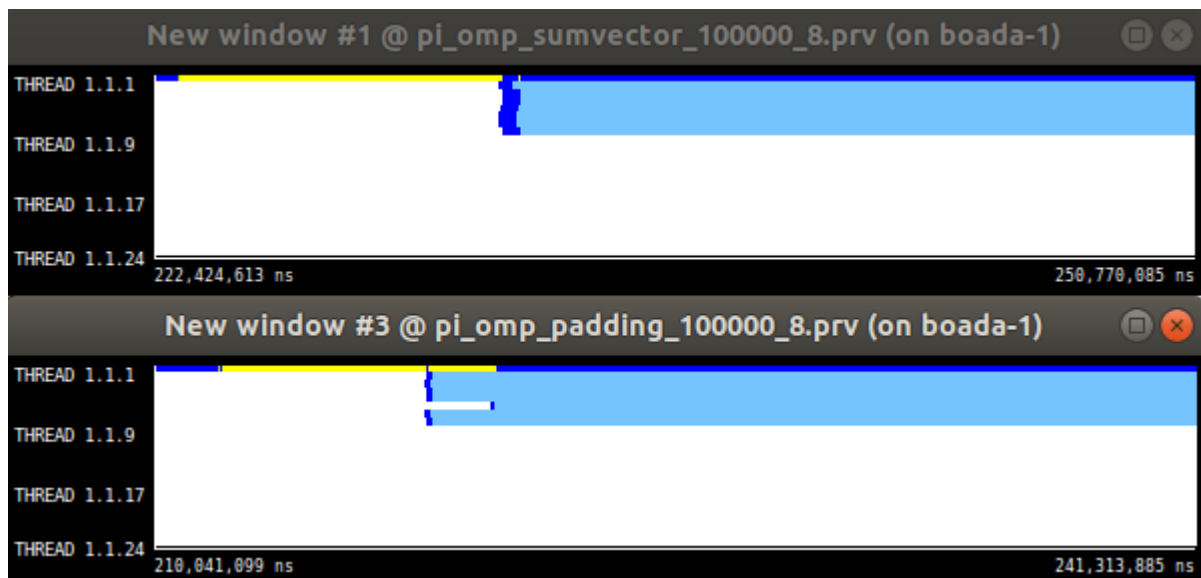 New window #1 @ pi_omp_sumvector_100000_8.prv (on boada-1)
THREAD 1.1.1
THREAD 1.1.9
THREAD 1.1.17
THREAD 1.1.24
222,424,613 ns 250,770,085 ns
New window #3 @ pi_omp_padding_100000_8.prv (on boada-1)
THREAD 1.1.1
THREAD 1.1.9
THREAD 1.1.17
THREAD 1.1.24
210,041,099 ns 241,313,885 ns